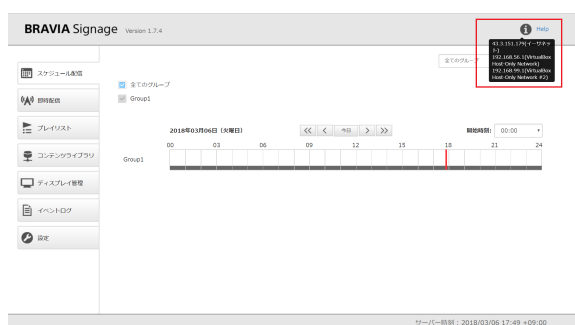 BRAVIA Signage Version 1.7.4
Help
43.3.151.179(イーサネット)
192.168.56.1(VirtualBox
Host-Only Network)
192.168.99.1(VirtualBox
Host-Only Network #2)
全てのグループ
スケジュール配信
即時配信
プレイリスト
コンテンツライブラリ
ディスプレイ管理
イベントログ
設定
全てのグループ
Group1
2018年03月06日 (火曜日)
<< < 今日 > >>
開始時刻: 00:00
00 03 06 09 12 15 18 21 24
Group1
サーバー時刻 : 2018/03/06 17:49 +09:00